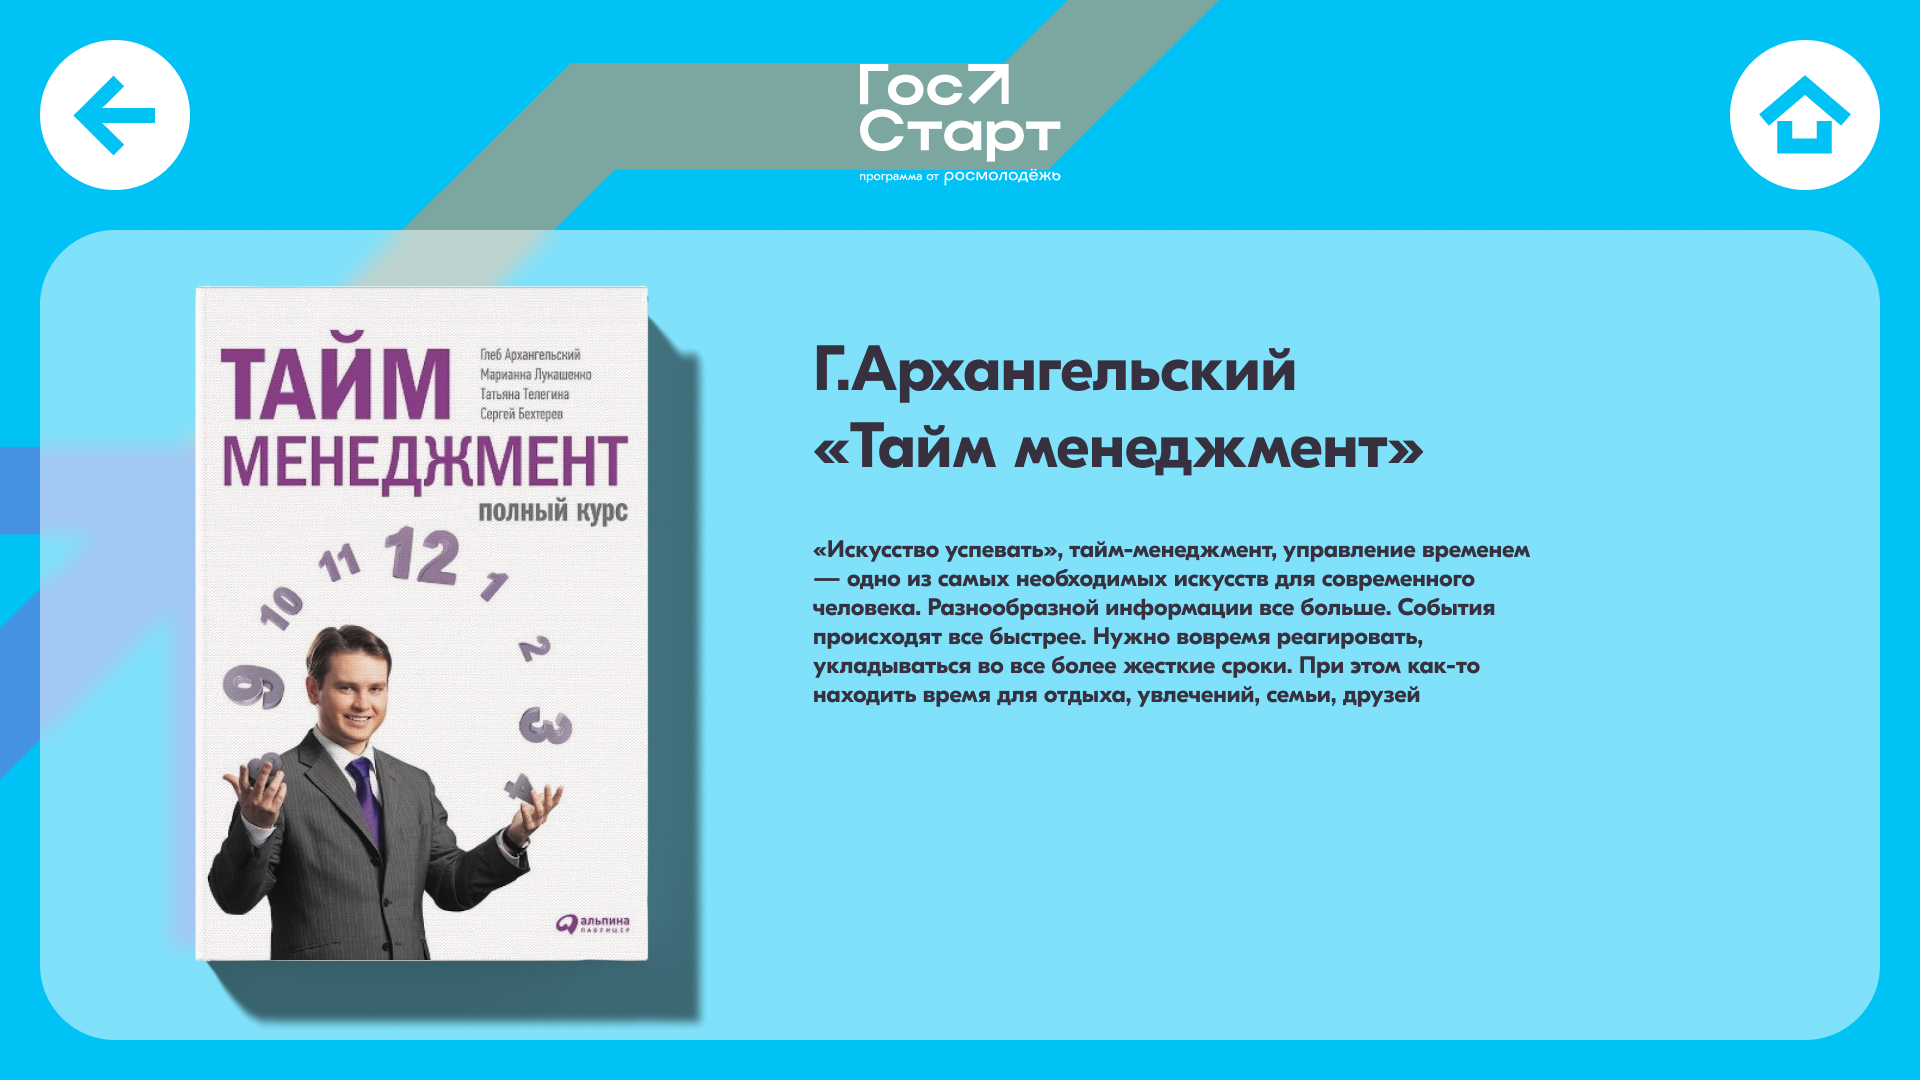 Гос
Старт
программа от росмолодёжь
ТАЙМ
Глеб Архангельский
Марианна Лукашенко
Татьяна Телегина
Сергей Бехтерев
МЕНЕДЖМЕНТ
полный курс
12
11
1
10
2
9
3
8
4
альпина
ПАБЛИШЕР
Г.Архангельский
«Тайм менеджмент»
«Искусство успевать», тайм-менеджмент, управление временем
— одно из самых необходимых искусств для современного
человека. Разнообразной информации все больше. События
происходят все быстрее. Нужно вовремя реагировать,
укладываться во все более жесткие сроки. При этом как-то
находить время для отдыха, увлечений, семьи, друзей